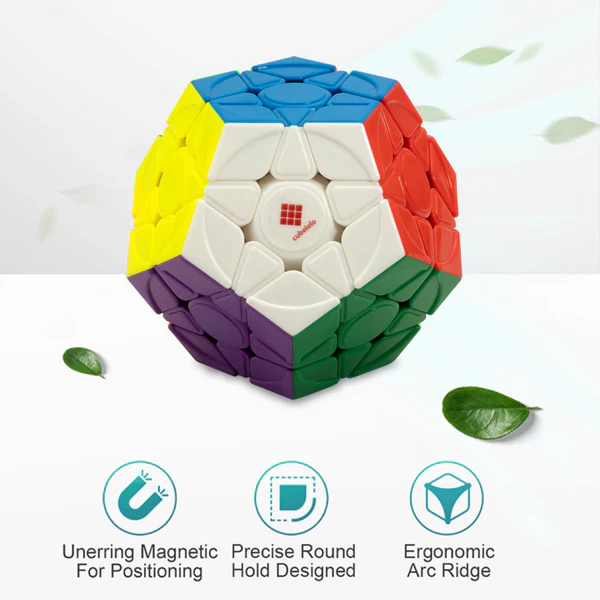 cubelelo
Unerring Magnetic
For Positioning
Precise Round
Hold Designed
Ergonomic
Arc Ridge